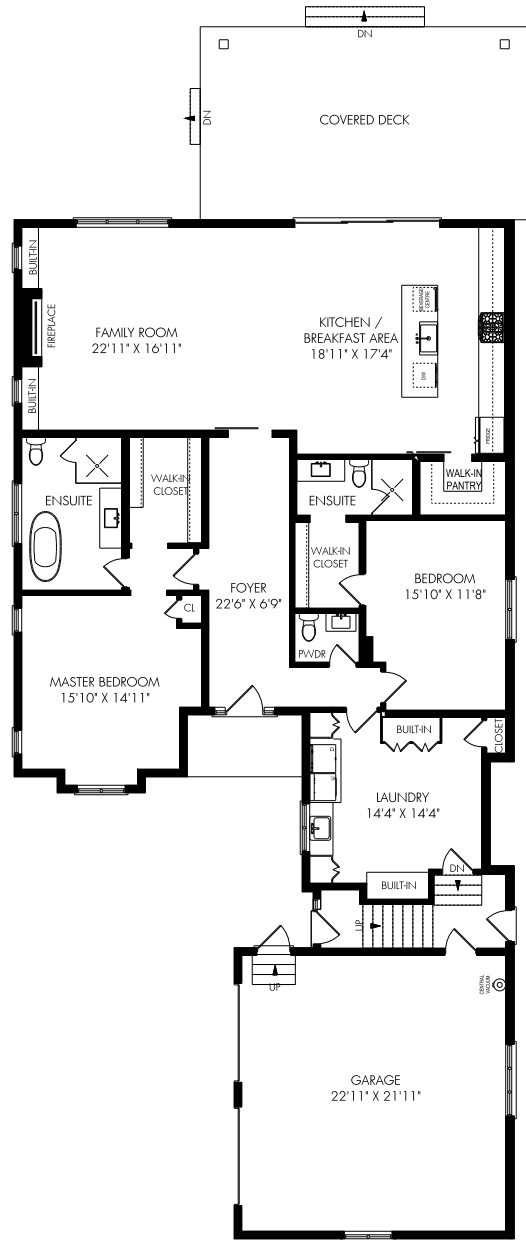 DN
DN
COVERED DECK
BUILT-IN
FIREPLACE
BUILT-IN
FAMILY ROOM
22'11" X 16'11"
KITCHEN /
BREAKFAST AREA
18'11" X 17'4"
BEVERAGE
CENTRE
DW
FRIDGE
WALK-IN
PANTRY
ENSUITE
WALK-IN
CLOSET
ENSUITE
WALK-IN
CLOSET
FOYER
22'6" X 6'9"
BEDROOM
15'10" X 11'8"
CL
PWDR
MASTER BEDROOM
15'10" X 14'11"
BUILT-IN
CLOSET
D
LAUNDRY
14'4" X 14'4"
DN
BUILT-IN
UP
UP
CENTRAL
VACUUM
GARAGE
22'11" X 21'11"